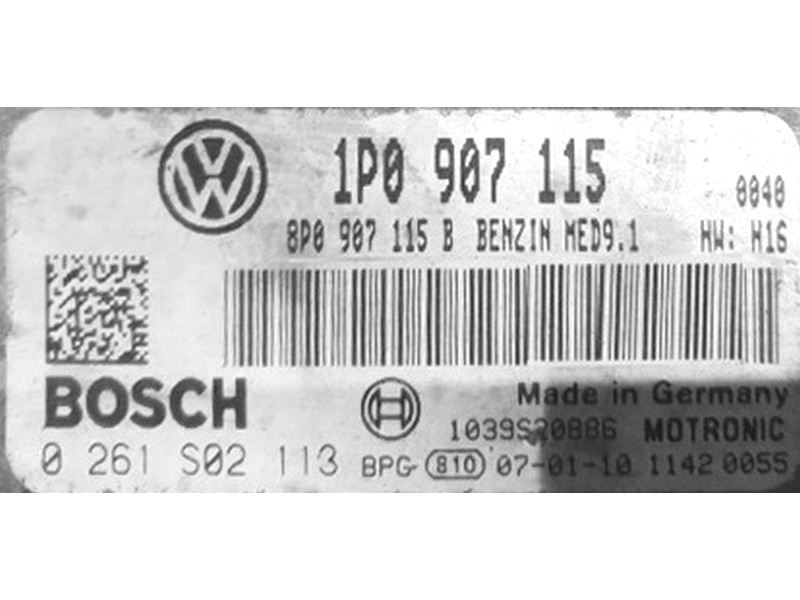 1P0 907 115
0040
8P0 907 115 B BENZIN MED9.1 HW: H16
BOSCH
Made in Germany
1039S20886 MOTRONIC
0 261 S02 113 BPG 810 07-01-10 1142 0055